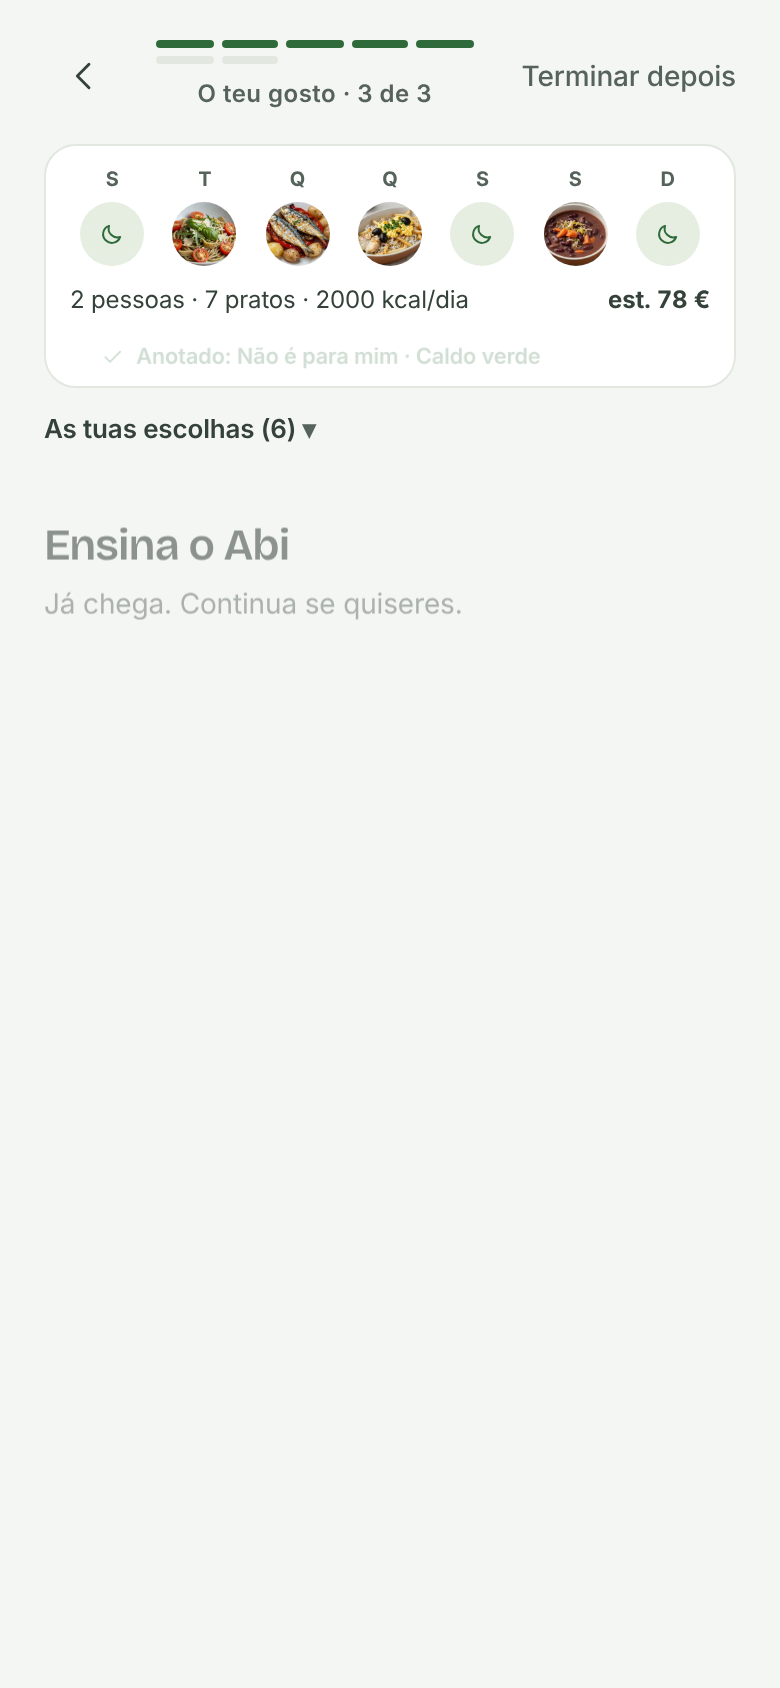 O teu gosto · 3 de 3
Terminar depois
S T Q Q S S D
2 pessoas · 7 pratos · 2000 kcal/dia est. 78 €
Anotado: Não é para mim · Caldo verde
As tuas escolhas (6) ▾
Ensina o Abi
Já chega. Continua se quiseres.